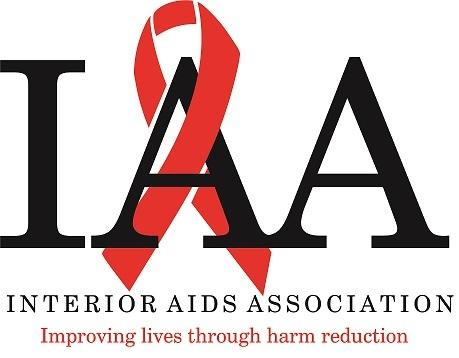 IAA
INTERIOR AIDS ASSOCIATION
Improving lives through harm reduction